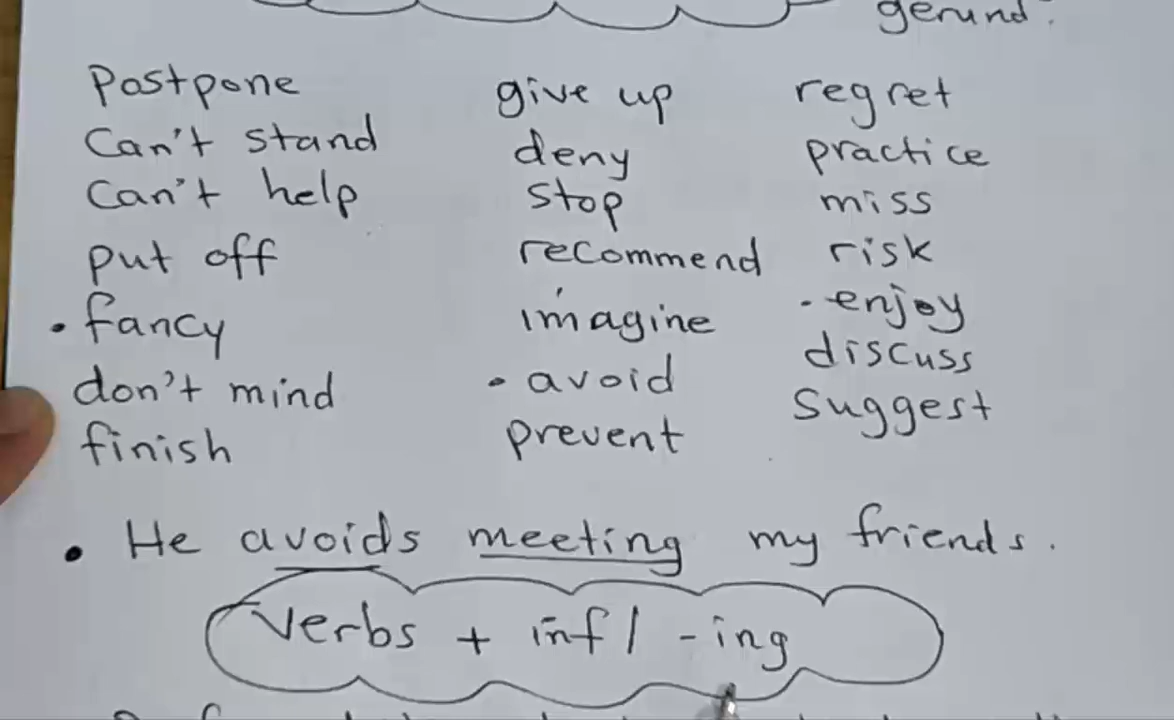 gerund.
Postpone give up regret
Can't stand deny practice
Can't help stop miss
put off recommend risk
• fancy imagine • enjoy
don't mind • avoid discuss
finish prevent suggest
• He avoids meeting my friends.
Verbs + inf / -ing